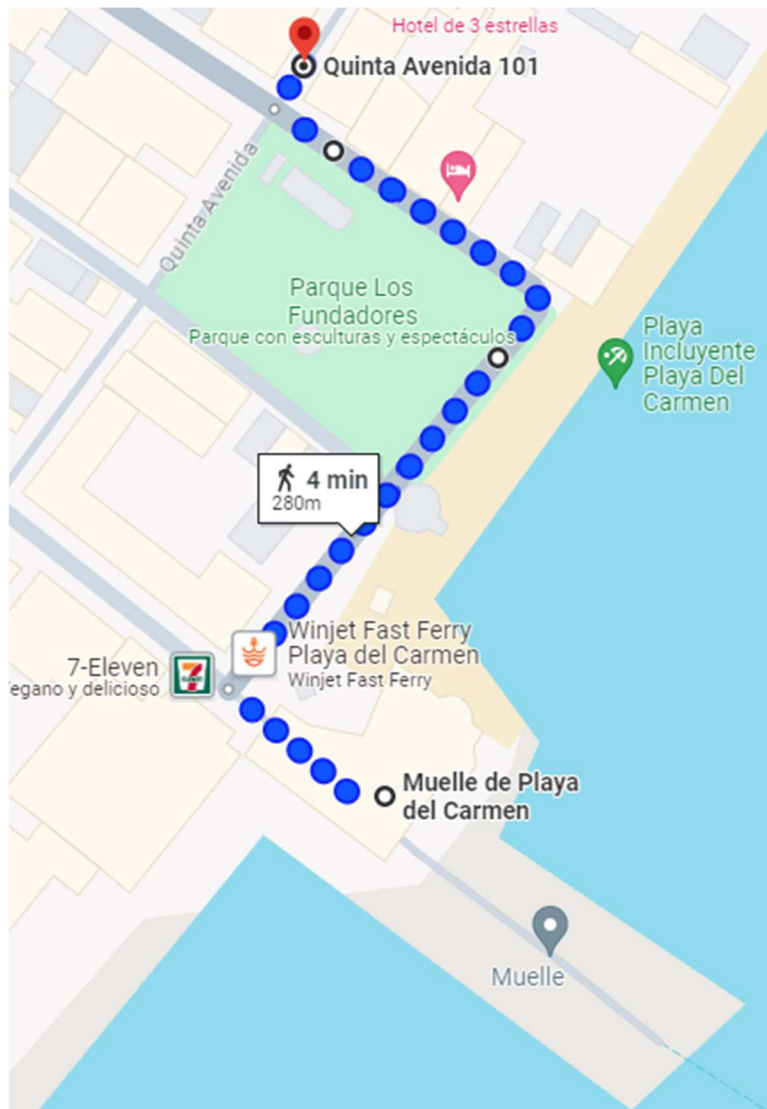 Hotel de 3 estrellas
Quinta Avenida 101
Quinta Avenida
Parque Los
Fundadores
Parque con esculturas y espectáculos
Playa
Incluyente
Playa Del
Carmen
4 min
280m
Winjet Fast Ferry
Playa del Carmen
Winjet Fast Ferry
7-Eleven
egano y delicioso
Muelle de Playa
del Carmen
Muelle